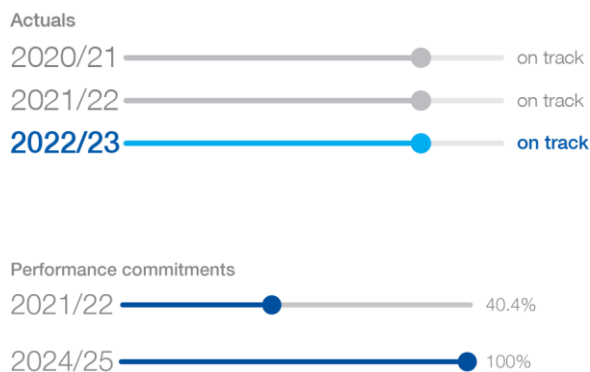 Actuals
2020/21 on track
2021/22 on track
2022/23 on track
Performance commitments
2021/22 40.4%
2024/25 100%